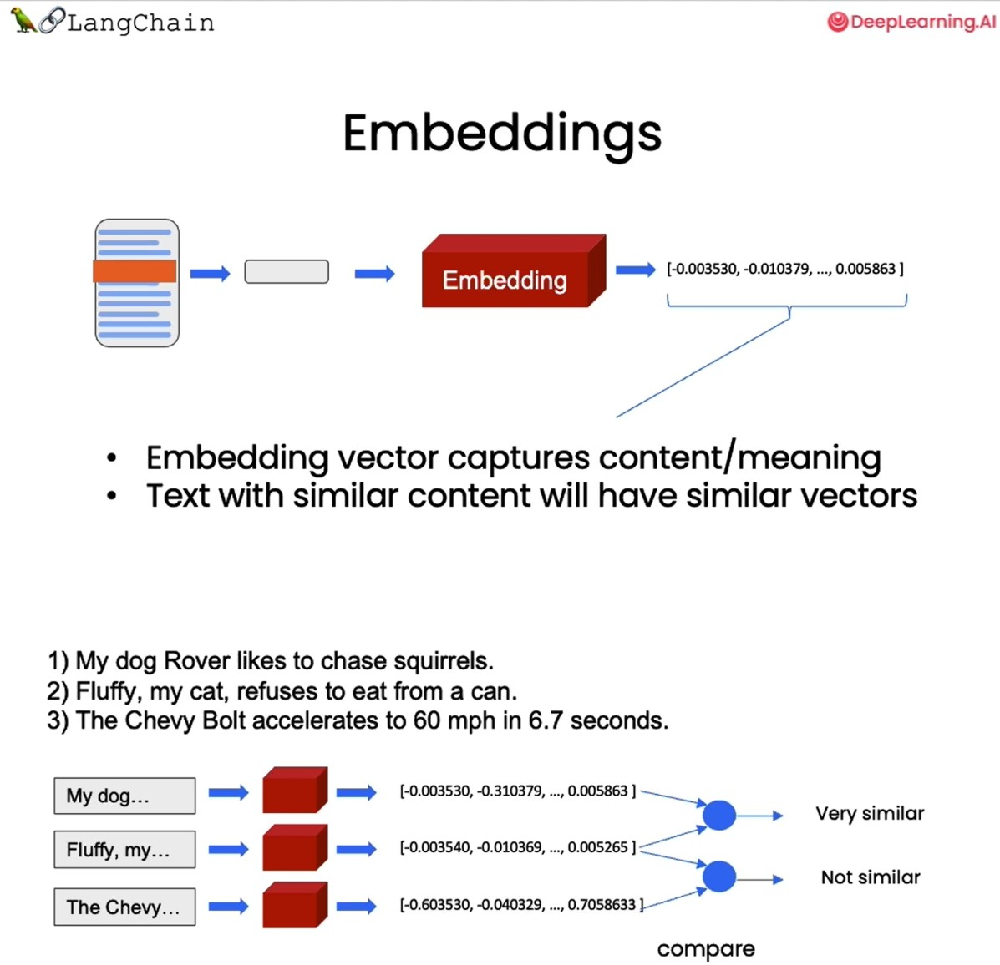 LangChain
DeepLearning.AI
Embeddings
Embedding
[-0.003530, -0.010379, ..., 0.005863 ]
• Embedding vector captures content/meaning
• Text with similar content will have similar vectors
1) My dog Rover likes to chase squirrels.
2) Fluffy, my cat, refuses to eat from a can.
3) The Chevy Bolt accelerates to 60 mph in 6.7 seconds.
My dog...
[-0.003530, -0.310379, ..., 0.005863 ]
Very similar
Fluffy, my...
[-0.003540, -0.010369, ..., 0.005265 ]
Not similar
The Chevy...
[-0.603530, -0.040329, ..., 0.7058633 ]
compare